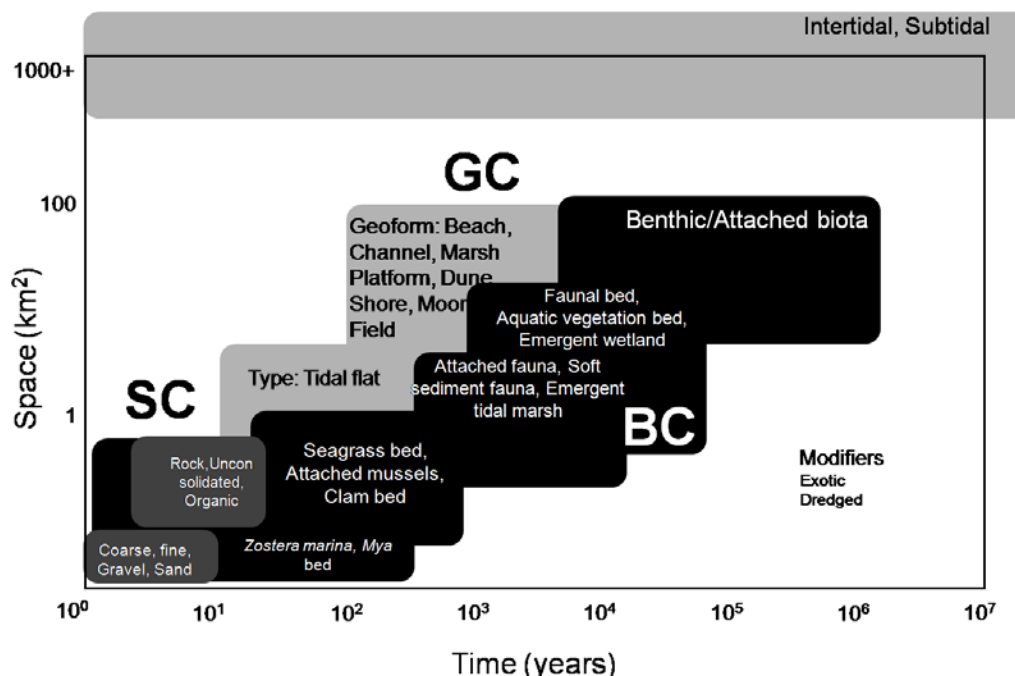 Intertidal, Subtidal
1000+
GC
100
Geoform: Beach,
Channel, Marsh
Platform, Dune
Shore, Moor
Field
Benthic/Attached biota
Faunal bed,
Aquatic vegetation bed,
Emergent wetland
Space (km²)
Type: Tidal flat
Attached fauna, Soft
sediment fauna, Emergent
tidal marsh
SC
1
BC
Rock,Uncon
solidated,
Organic
Seagrass bed,
Attached mussels,
Clam bed
Modifiers
Exotic
Dredged
Coarse, fine,
Gravel, Sand
Zostera marina, Mya
bed
10⁰ 10¹ 10² 10³ 10⁴ 10⁵ 10⁶ 10⁷
Time (years)